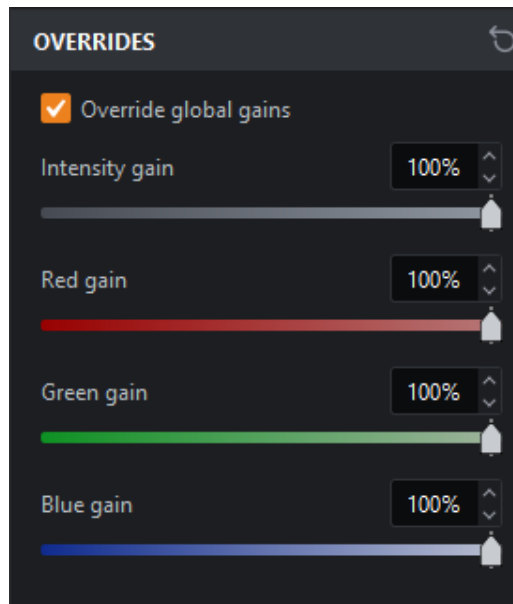 OVERRIDES
Override global gains
Intensity gain 100%
Red gain 100%
Green gain 100%
Blue gain 100%